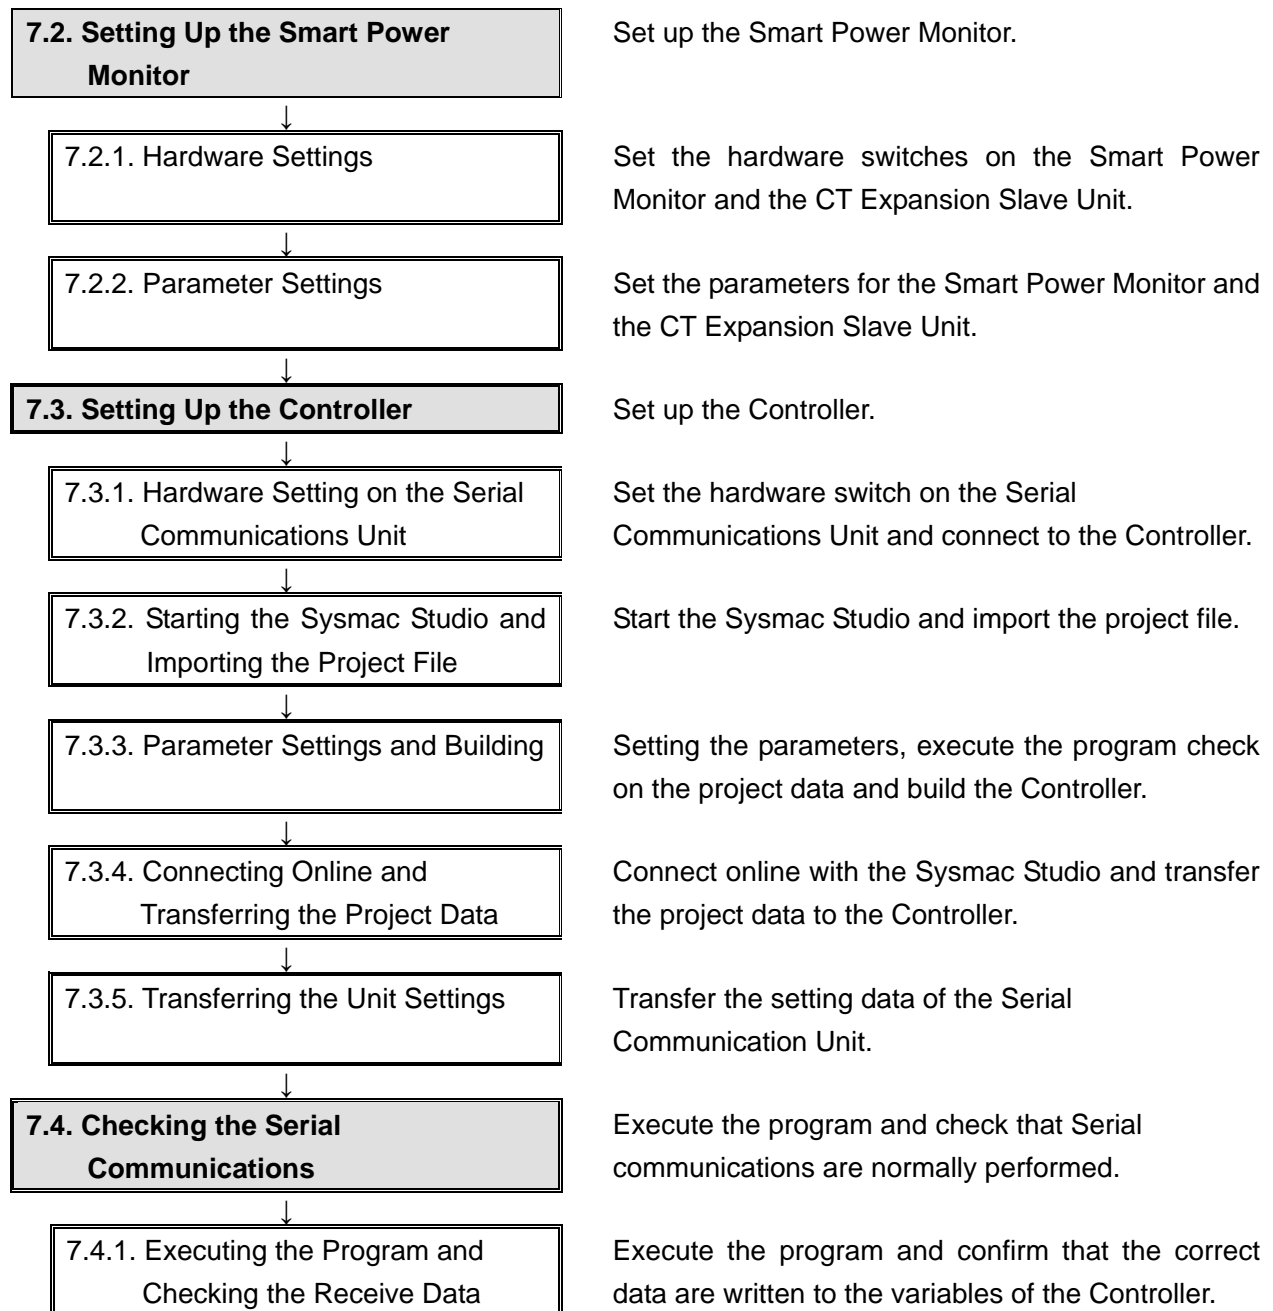 7.2. Setting Up the Smart Power
Monitor
Set up the Smart Power Monitor.
↓
7.2.1. Hardware Settings
Set the hardware switches on the Smart Power
Monitor and the CT Expansion Slave Unit.
↓
7.2.2. Parameter Settings
Set the parameters for the Smart Power Monitor and
the CT Expansion Slave Unit.
↓
7.3. Setting Up the Controller
Set up the Controller.
↓
7.3.1. Hardware Setting on the Serial
Communications Unit
Set the hardware switch on the Serial
Communications Unit and connect to the Controller.
↓
7.3.2. Starting the Sysmac Studio and
Importing the Project File
Start the Sysmac Studio and import the project file.
↓
7.3.3. Parameter Settings and Building
Setting the parameters, execute the program check
on the project data and build the Controller.
↓
7.3.4. Connecting Online and
Transferring the Project Data
Connect online with the Sysmac Studio and transfer
the project data to the Controller.
↓
7.3.5. Transferring the Unit Settings
Transfer the setting data of the Serial
Communication Unit.
↓
7.4. Checking the Serial
Communications
Execute the program and check that Serial
communications are normally performed.
↓
7.4.1. Executing the Program and
Checking the Receive Data
Execute the program and confirm that the correct
data are written to the variables of the Controller.